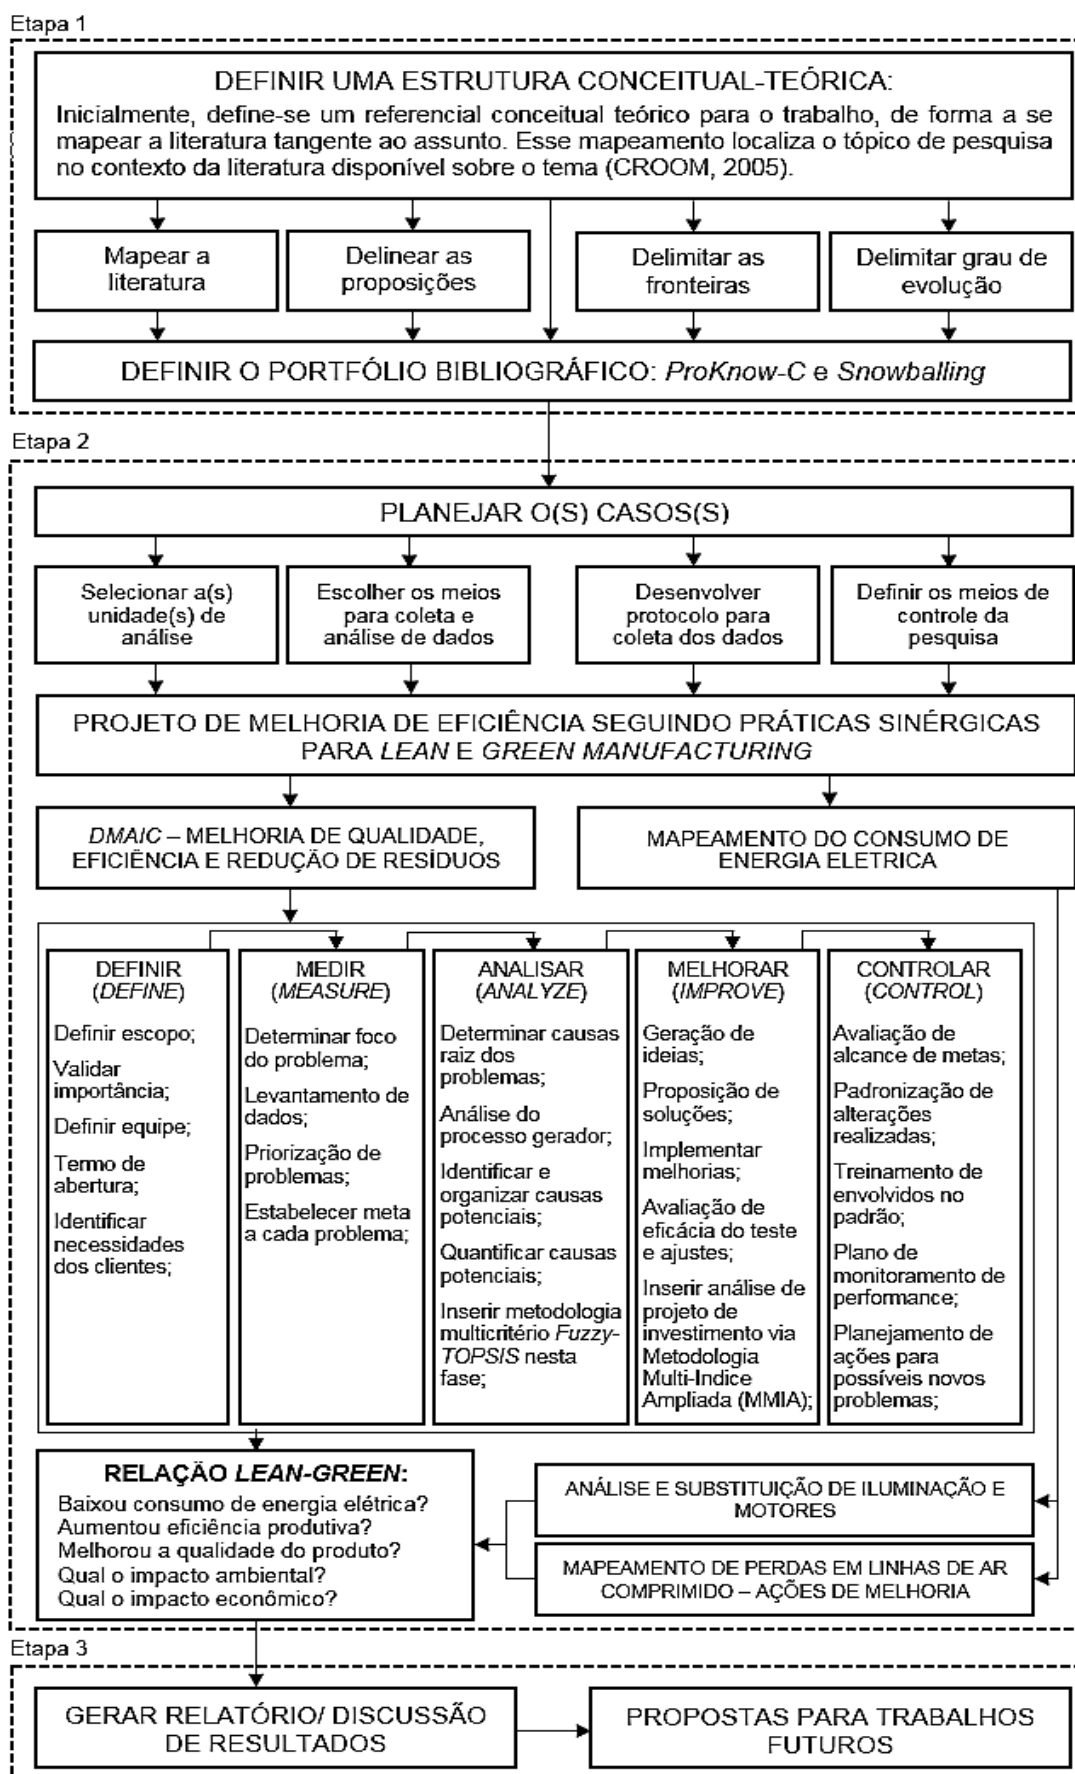 Etapa 1
DEFINIR UMA ESTRUTURA CONCEITUAL-TEÓRICA:
Inicialmente, define-se um referencial conceitual teórico para o trabalho, de forma a se
mapear a literatura tangente ao assunto. Esse mapeamento localiza o tópico de pesquisa
no contexto da literatura disponível sobre o tema (CROOM, 2005).
Mapear a
literatura
Delinear as
proposições
Delimitar as
fronteiras
Delimitar grau de
evolução
DEFINIR O PORTFÓLIO BIBLIOGRÁFICO: ProKnow-C e Snowballing
Etapa 2
PLANEJAR O(S) CASOS(S)
Selecionar a(s)
unidade(s) de
análise
Escolher os meios
para coleta e
análise de dados
Desenvolver
protocolo para
coleta dos dados
Definir os meios de
controle da
pesquisa
PROJETO DE MELHORIA DE EFICIÊNCIA SEGUINDO PRÁTICAS SINÉRGICAS
PARA LEAN E GREEN MANUFACTURING
DMAIC – MELHORIA DE QUALIDADE,
EFICIÊNCIA E REDUÇÃO DE RESÍDUOS
MAPEAMENTO DO CONSUMO DE
ENERGIA ELETRICA
DEFINIR
(DEFINE)
Definir escopo;
Validar
importância;
Definir equipe;
Termo de
abertura;
Identificar
necessidades
dos clientes;
MEDIR
(MEASURE)
Determinar foco
do problema;
Levantamento de
dados;
Priorização de
problemas;
Estabelecer meta
a cada problema;
ANALISAR
(ANALYZE)
Determinar causas
raiz dos
problemas;
Análise do
processo gerador;
Identificar e
organizar causas
potenciais;
Quantificar causas
potenciais;
Inserir metodologia
multicritério Fuzzy-
TOPSIS nesta
fase;
MELHORAR
(IMPROVE)
Geração de
ideias;
Proposição de
soluções;
Implementar
melhorias;
Avaliação de
eficácia do teste
e ajustes;
Inserir análise de
projeto de
investimento via
Metodologia
Multi-Indice
Ampliada (MMIA);
CONTROLAR
(CONTROL)
Avaliação de
alcance de metas;
Padronização de
alterações
realizadas;
Treinamento de
envolvidos no
padrão;
Plano de
monitoramento de
performance;
Planejamento de
ações para
possíveis novos
problemas;
RELAÇÃO LEAN-GREEN:
Baixou consumo de energia elétrica?
Aumentou eficiência produtiva?
Melhorou a qualidade do produto?
Qual o impacto ambiental?
Qual o impacto econômico?
ANÁLISE E SUBSTITUIÇÃO DE ILUMINAÇÃO E
MOTORES
MAPEAMENTO DE PERDAS EM LINHAS DE AR
COMPRIMIDO – AÇÕES DE MELHORIA
Etapa 3
GERAR RELATÓRIO/ DISCUSSÃO
DE RESULTADOS
PROPOSTAS PARA TRABALHOS
FUTUROS